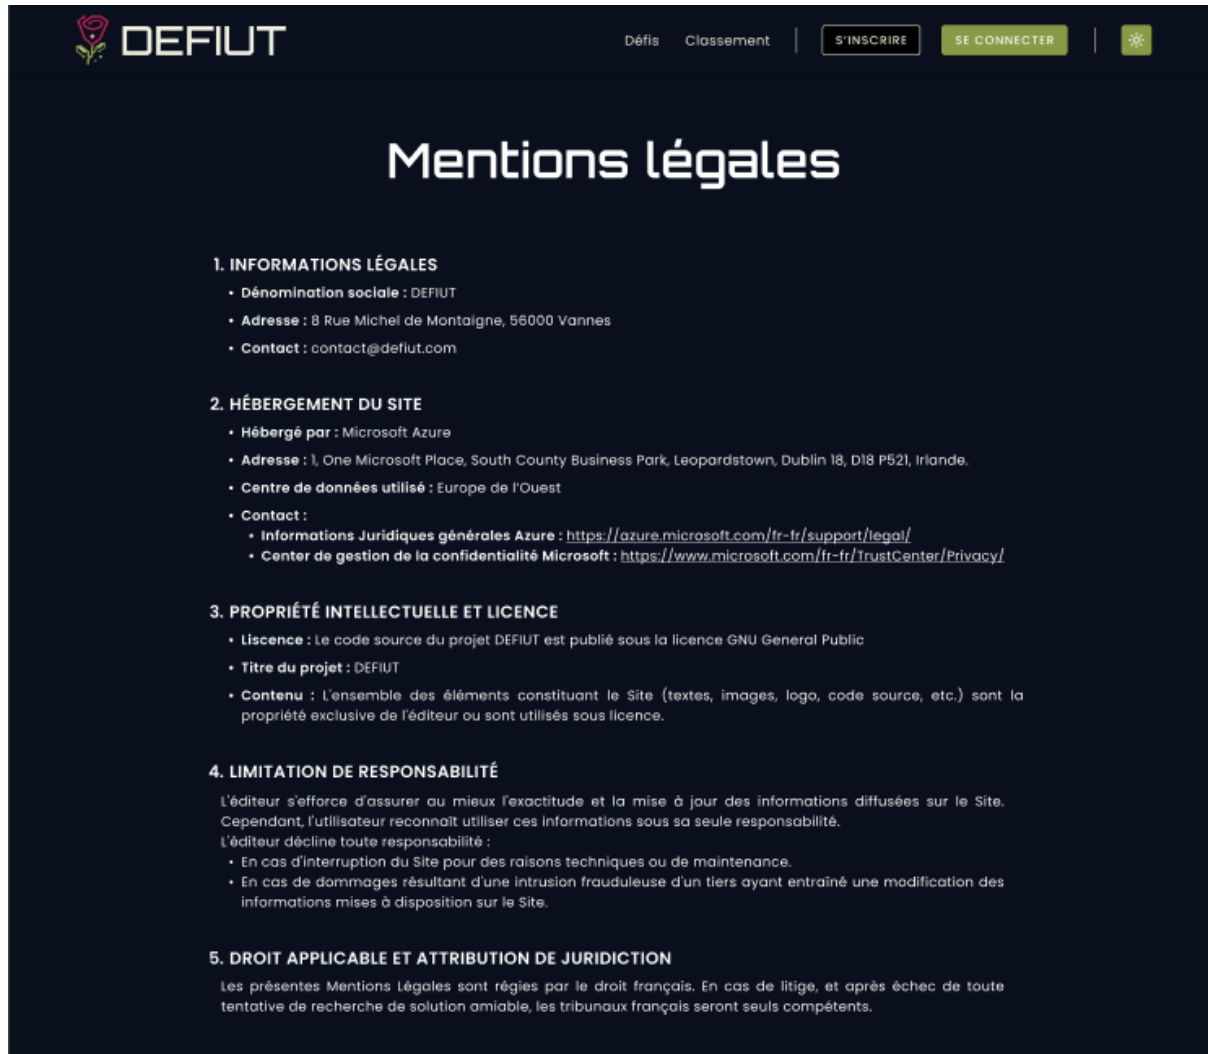 DEFIUT
Défis Classement | S'INSCRIRE SE CONNECTER |
Mentions légales
1. INFORMATIONS LÉGALES
• Dénomination sociale : DEFIUT
• Adresse : 8 Rue Michel de Montaigne, 56000 Vannes
• Contact : contact@defiut.com
2. HÉBERGEMENT DU SITE
• Hébergé par : Microsoft Azure
• Adresse : 1, One Microsoft Place, South County Business Park, Leopardstown, Dublin 18, D18 P521, Irlande.
• Centre de données utilisé : Europe de l'Ouest
• Contact :
• Informations Juridiques générales Azure : https://azure.microsoft.com/fr-fr/support/legal/
• Center de gestion de la confidentialité Microsoft : https://www.microsoft.com/fr-fr/TrustCenter/Privacy/
3. PROPRIÉTÉ INTELLECTUELLE ET LICENCE
• Liscence : Le code source du projet DEFIUT est publié sous la licence GNU General Public
• Titre du projet : DEFIUT
• Contenu : L'ensemble des éléments constituant le Site (textes, images, logo, code source, etc.) sont la
propriété exclusive de l'éditeur ou sont utilisés sous licence.
4. LIMITATION DE RESPONSABILITÉ
L'éditeur s'efforce d'assurer au mieux l'exactitude et la mise à jour des informations diffusées sur le Site.
Cependant, l'utilisateur reconnaît utiliser ces informations sous sa seule responsabilité.
L'éditeur décline toute responsabilité :
• En cas d'interruption du Site pour des raisons techniques ou de maintenance.
• En cas de dommages résultant d'une intrusion frauduleuse d'un tiers ayant entraîné une modification des
informations mises à disposition sur le Site.
5. DROIT APPLICABLE ET ATTRIBUTION DE JURIDICTION
Les présentes Mentions Légales sont régies par le droit français. En cas de litige, et après échec de toute
tentative de recherche de solution amiable, les tribunaux français seront seuls compétents.